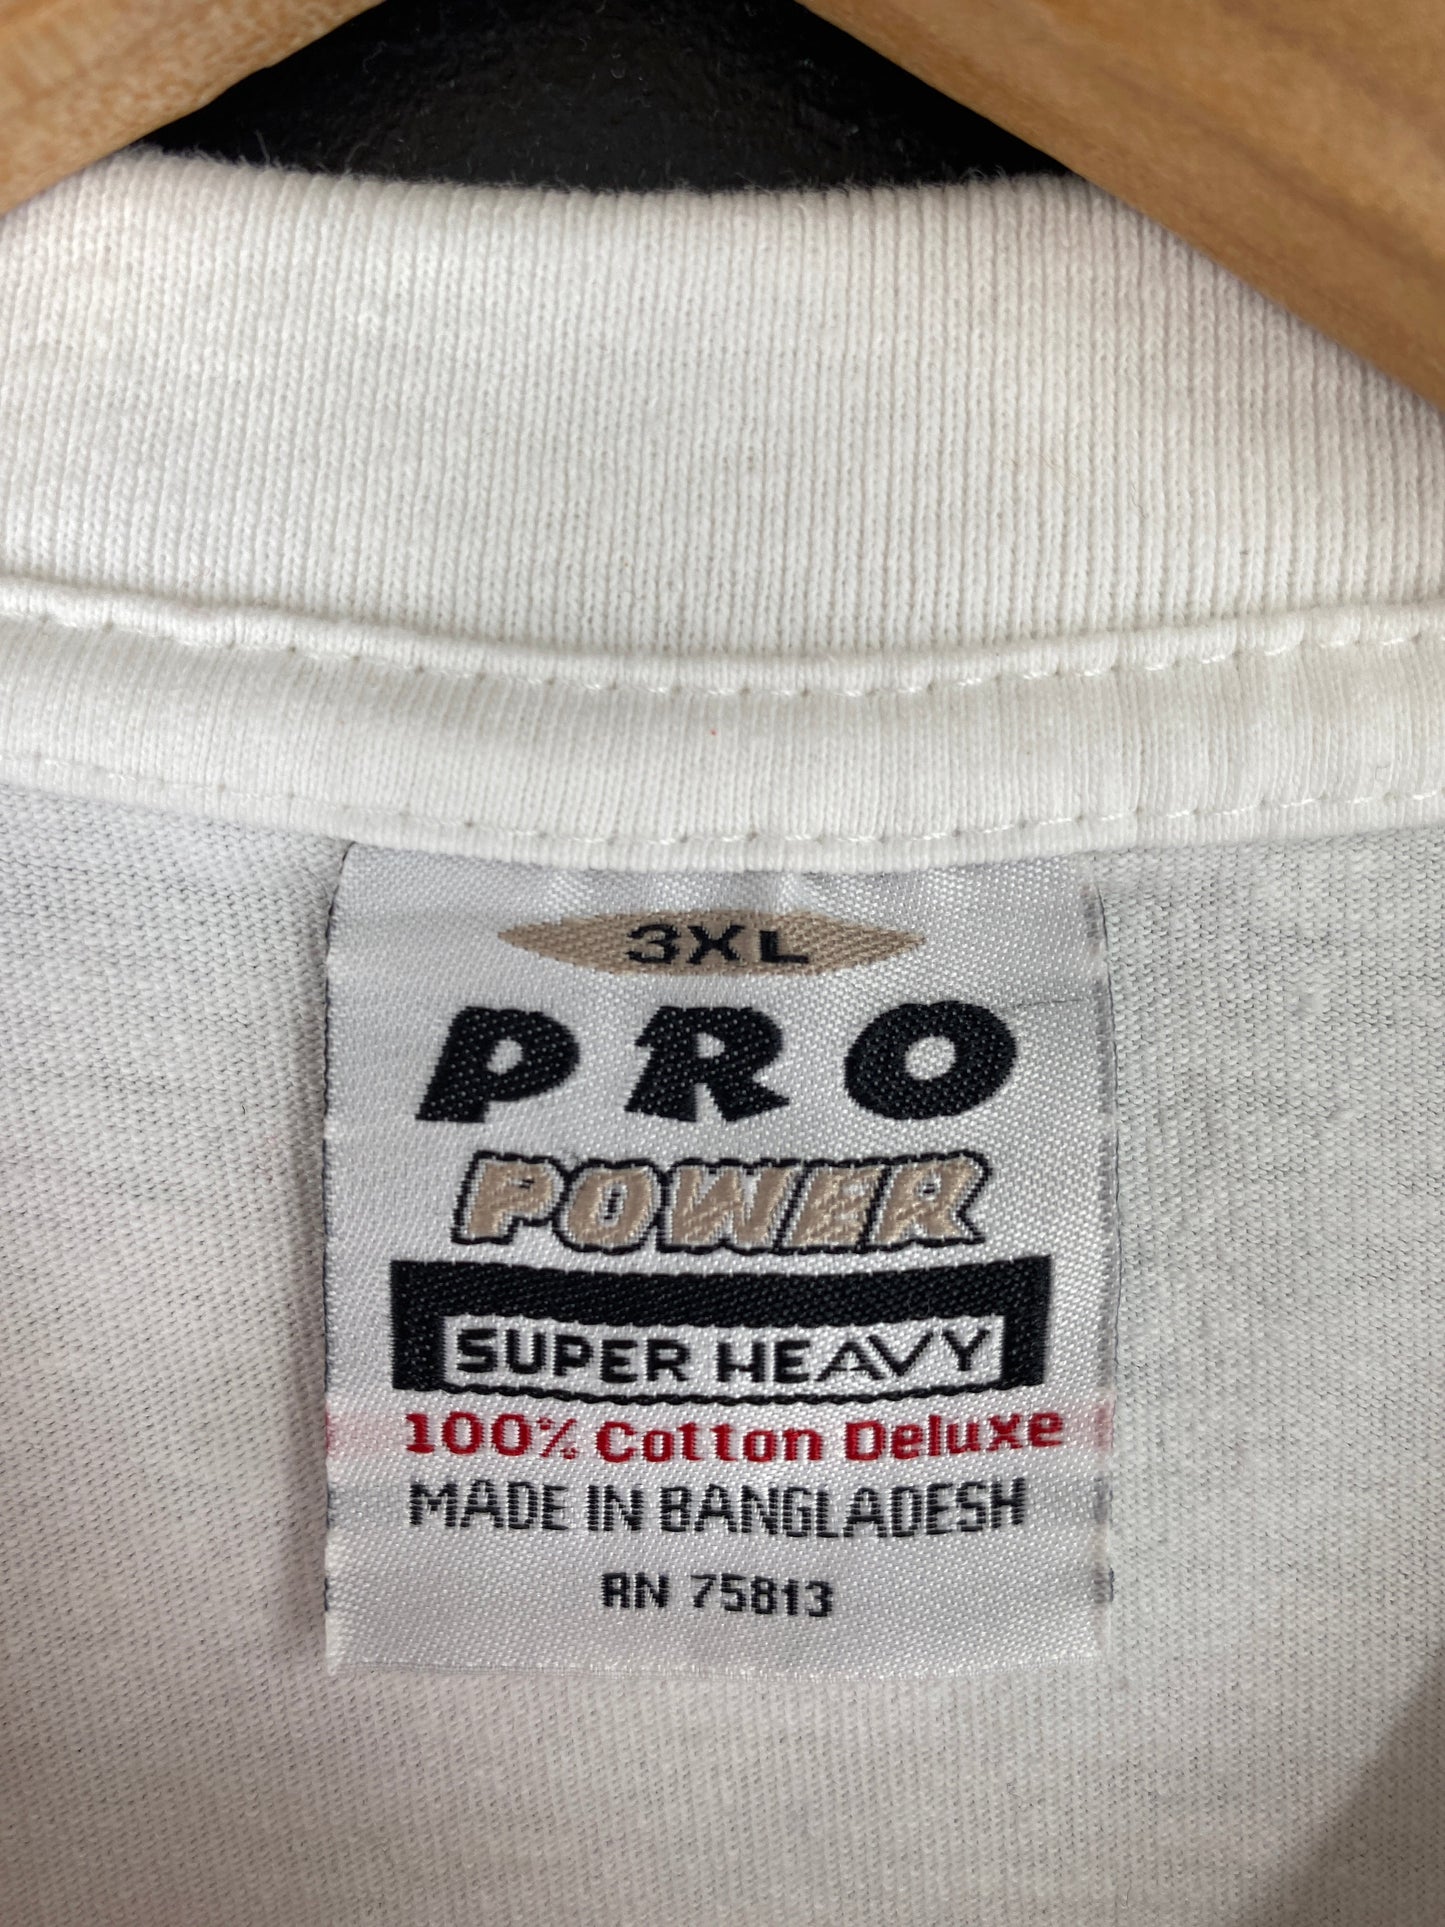 3XL
PRO
POWER
SUPER HEAVY
100% Cotton Deluxe
MADE IN BANGLADESH
RN 75813